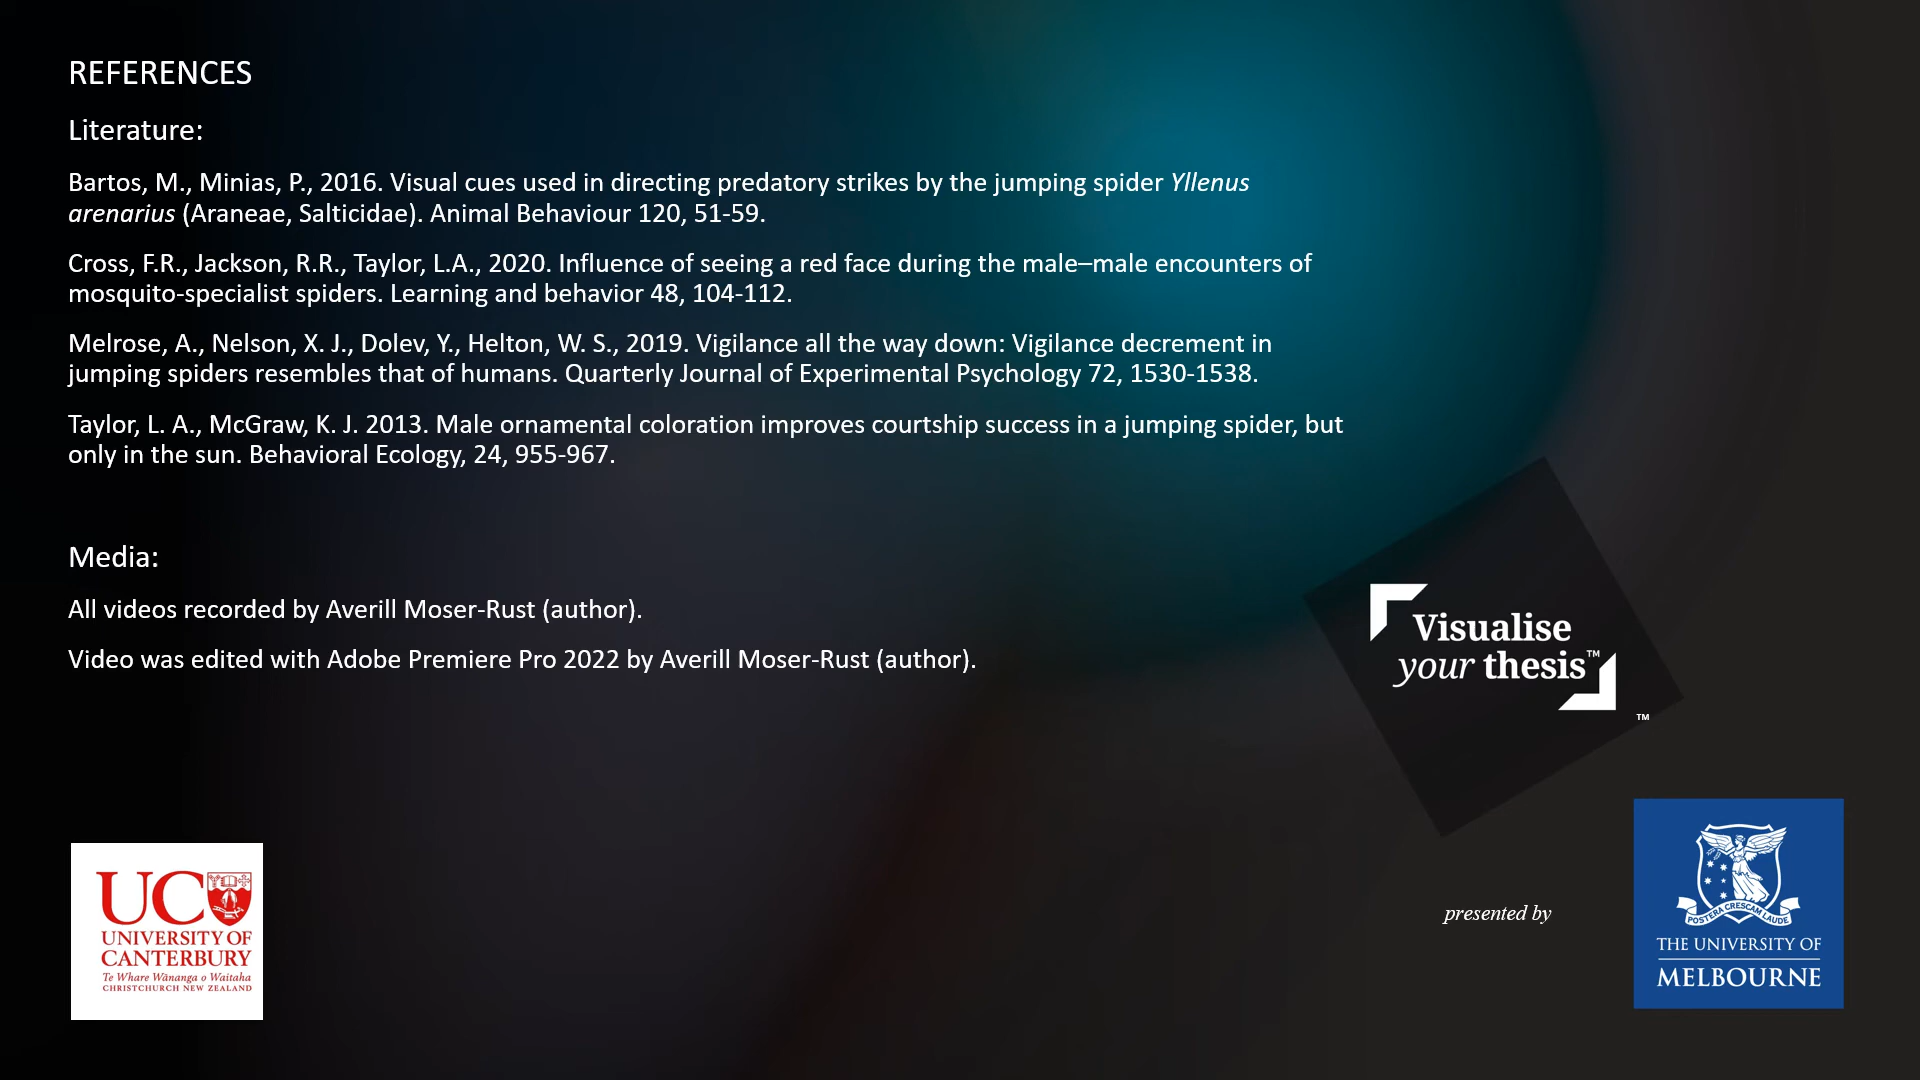 REFERENCES
Literature:
Bartos, M., Minias, P., 2016. Visual cues used in directing predatory strikes by the jumping spider Yllenus
arenarius (Araneae, Salticidae). Animal Behaviour 120, 51-59.
Cross, F.R., Jackson, R.R., Taylor, L.A., 2020. Influence of seeing a red face during the male–male encounters of
mosquito-specialist spiders. Learning and behavior 48, 104-112.
Melrose, A., Nelson, X. J., Dolev, Y., Helton, W. S., 2019. Vigilance all the way down: Vigilance decrement in
jumping spiders resembles that of humans. Quarterly Journal of Experimental Psychology 72, 1530-1538.
Taylor, L. A., McGraw, K. J. 2013. Male ornamental coloration improves courtship success in a jumping spider, but
only in the sun. Behavioral Ecology, 24, 955-967.
Media:
All videos recorded by Averill Moser-Rust (author).
Video was edited with Adobe Premiere Pro 2022 by Averill Moser-Rust (author).
Visualise
your thesis™
™
UC
UNIVERSITY OF
CANTERBURY
Te Whare Wānanga o Waitaha
CHRISTCHURCH NEW ZEALAND
presented by
POSTERA CRESCAM LAUDE
THE UNIVERSITY OF
MELBOURNE